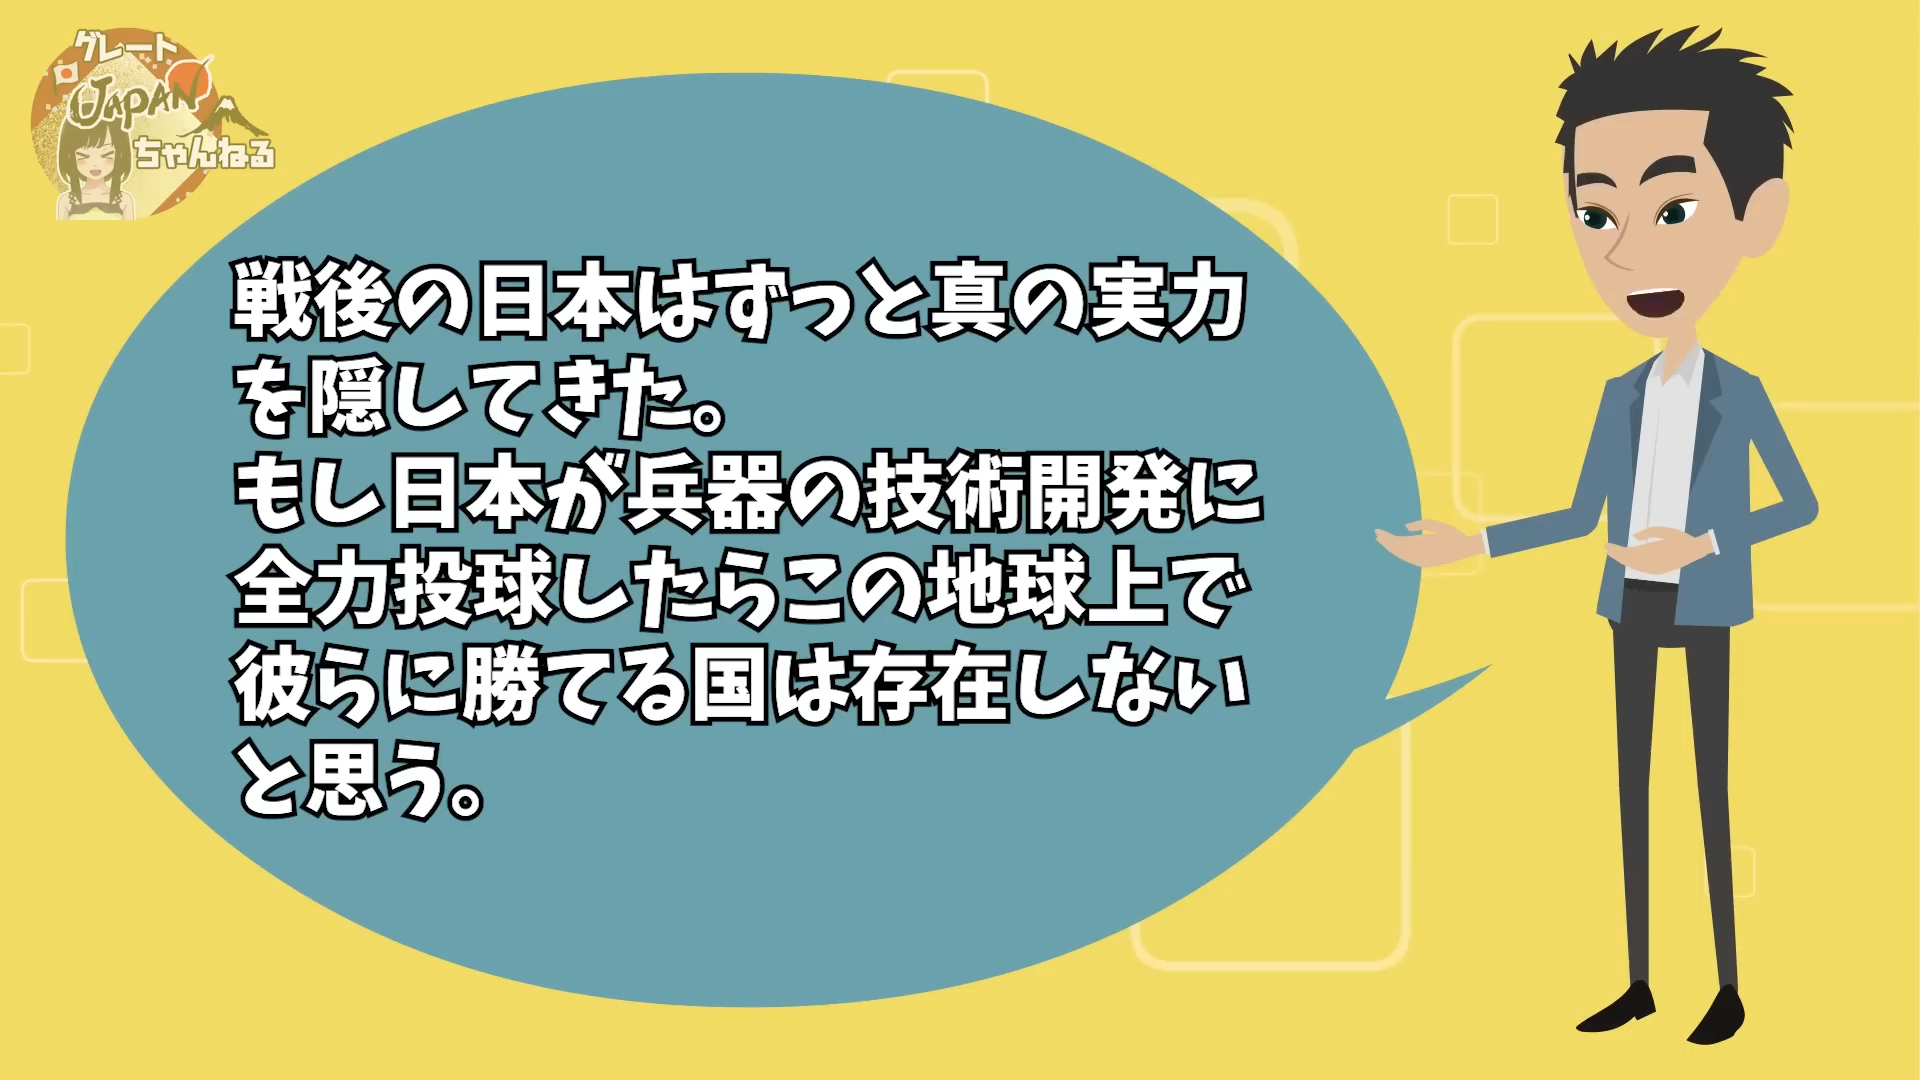 グレート
JAPAN
ちゃんねる
戦後の日本はずっと真の実力
を隠してきた。
もし日本が兵器の技術開発に
全力投球したらこの地球上で
彼らに勝てる国は存在しない
と思う。